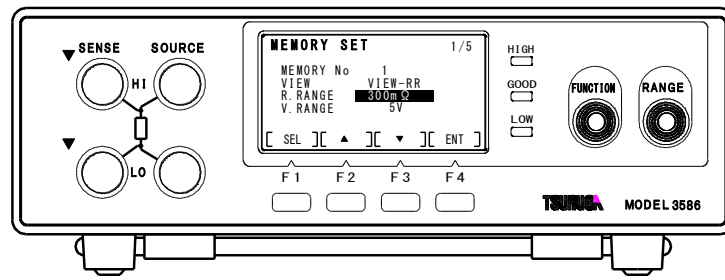 ▼ SENSE SOURCE
HI
▼
LO
MEMORY SET 1/5
MEMORY No 1
VIEW VIEW-RR
R.RANGE 300mΩ
V.RANGE 5V
[ SEL ][ ▲ ][ ▼ ][ ENT ]
F1 F2 F3 F4
HIGH
GOOD
LOW
FUNCTION RANGE
TSURUGA MODEL 3586